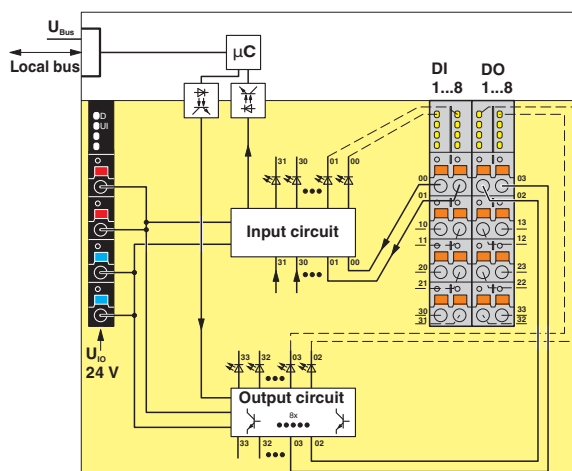 U Bus
Local bus
µC
DI DO
1...8 1...8
D
UI
31 30 01 00
00 03
01 02
Input circuit
10 13
11 12
31 30 01 00
20 23
21 22
30 33
31 32
U IO
24 V
33 32 03 02
Output circuit
8x
33 32 03 02